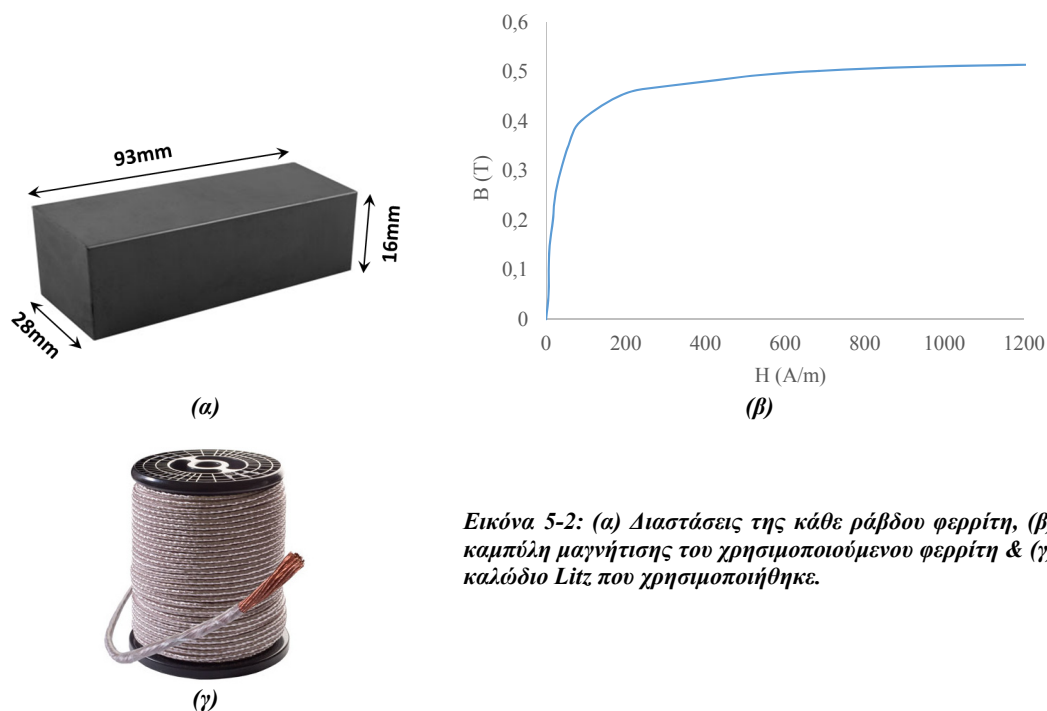 93mm
16mm
28mm
(α)
0,6
0,5
0,4
0,3
0,2
0,1
0
B (T)
0 200 400 600 800 1000 1200
H (A/m)
(β)
(γ)
Εικόνα 5-2: (α) Διαστάσεις της κάθε ράβδου φερρίτη, (β)
καμπύλη μαγνήτισης του χρησιμοποιούμενου φερρίτη & (γ)
καλώδιο Litz που χρησιμοποιήθηκε.